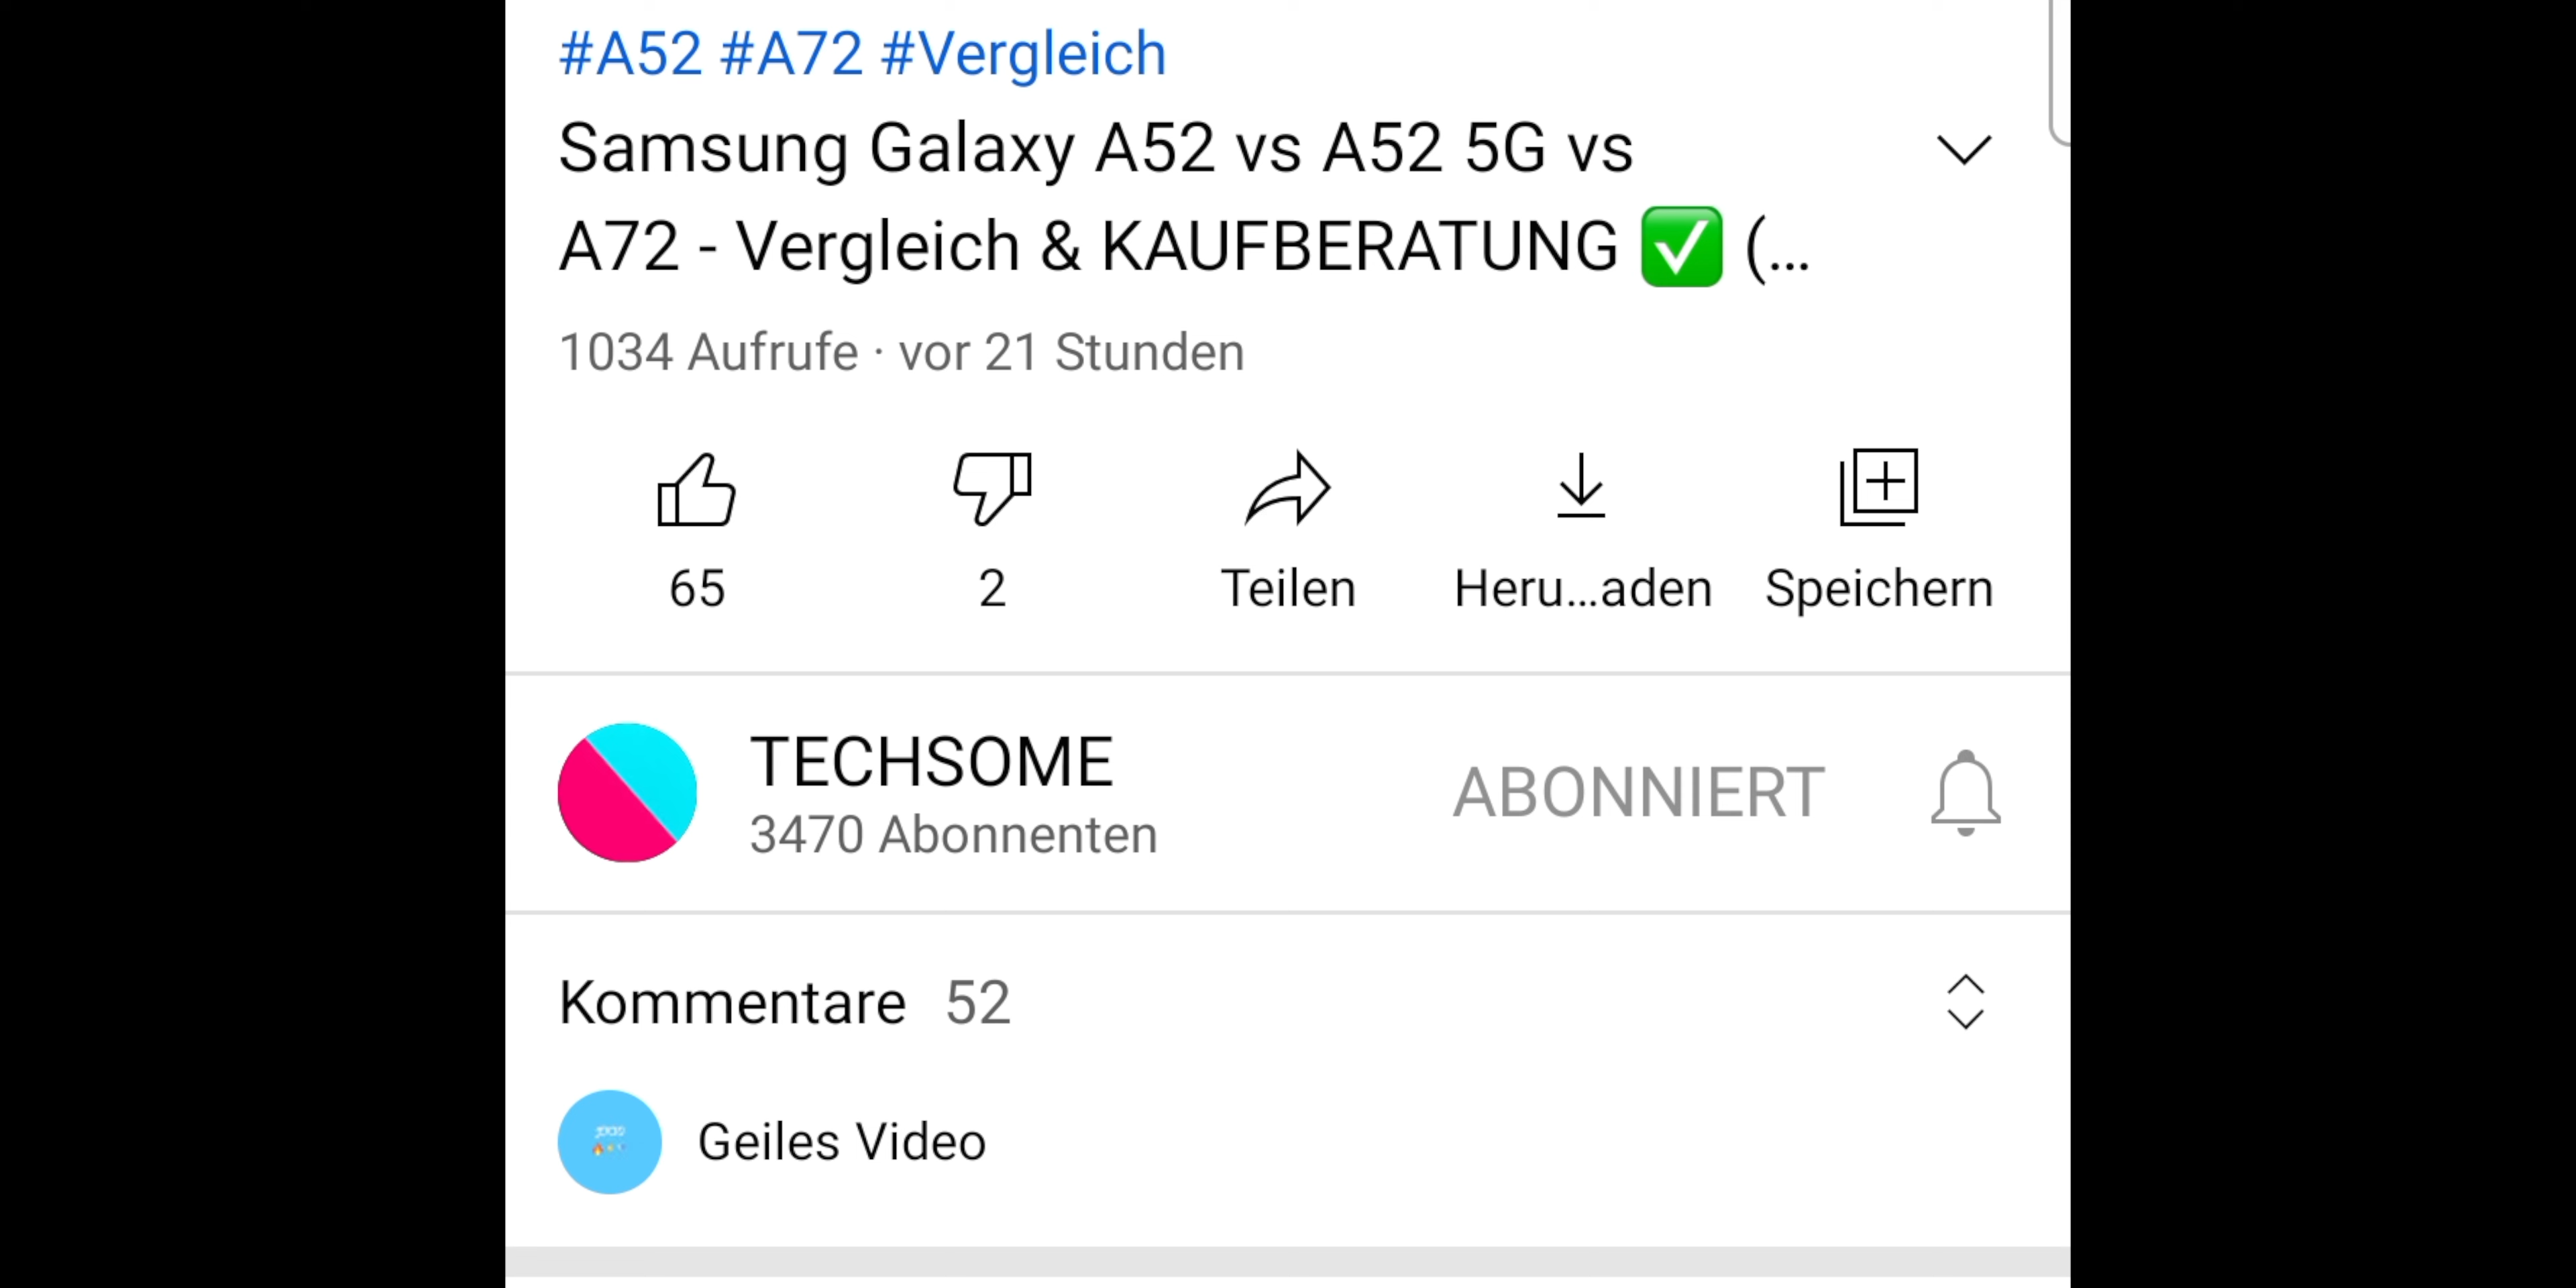 #A52 #A72 #Vergleich
Samsung Galaxy A52 vs A52 5G vs
A72 - Vergleich & KAUFBERATUNG ✅ (...
1034 Aufrufe · vor 21 Stunden
65 2 Teilen Heru...aden Speichern
TECHSOME
3470 Abonnenten
ABONNIERT
Kommentare 52
Geiles Video